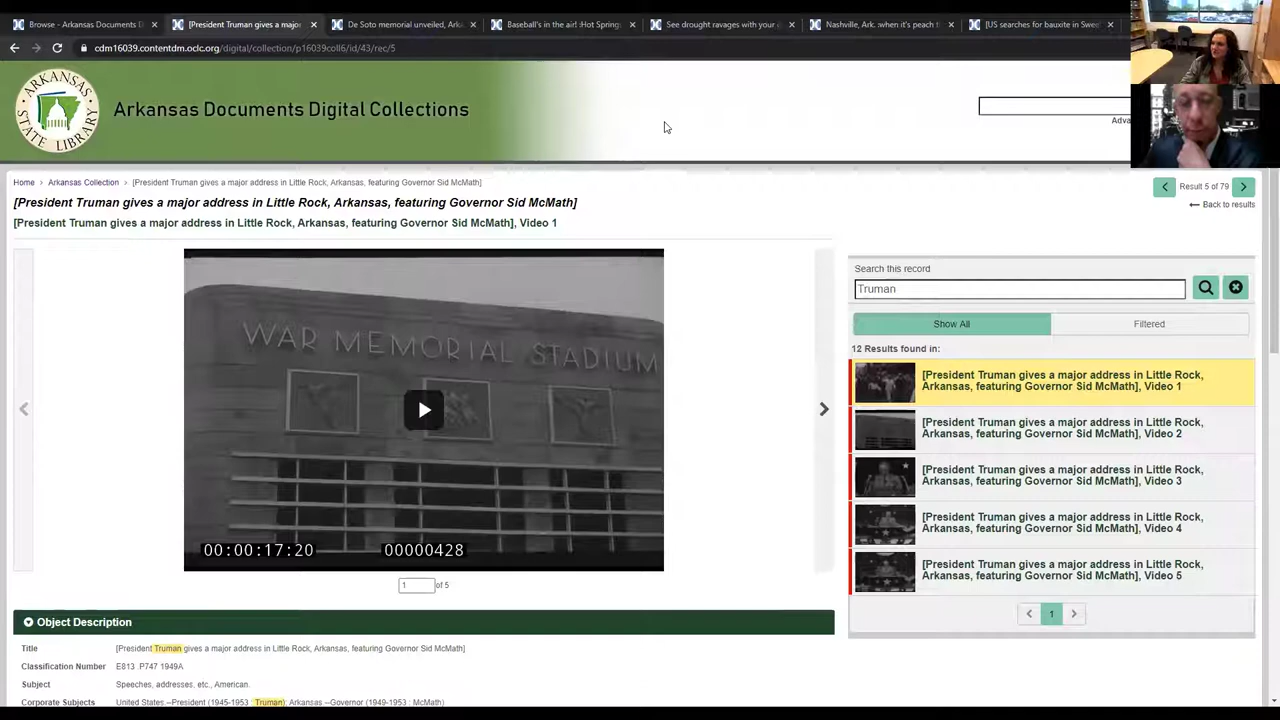 Browse - Arkansas Documents D
[President Truman gives a major
De Soto memorial unveiled, Ark
Baseball's in the air! :Hot Spring
See drought ravages with your e
Nashville, Ark. :when it's peach t
[US searches for bauxite in Swee
cdm16039.contentdm.oclc.org/digital/collection/p16039coll6/id/43/rec/5
ARKANSAS
STATE LIBRARY
Arkansas Documents Digital Collections
Adva
Home > Arkansas Collection > [President Truman gives a major address in Little Rock, Arkansas, featuring Governor Sid McMath]
Result 5 of 79
Back to results
[President Truman gives a major address in Little Rock, Arkansas, featuring Governor Sid McMath]
[President Truman gives a major address in Little Rock, Arkansas, featuring Governor Sid McMath], Video 1
WAR MEMORIAL STADIUM
00:00:17:20 00000428
1 of 5
Search this record
Truman
Show All
Filtered
12 Results found in:
[President Truman gives a major address in Little Rock,
Arkansas, featuring Governor Sid McMath], Video 1
[President Truman gives a major address in Little Rock,
Arkansas, featuring Governor Sid McMath], Video 2
[President Truman gives a major address in Little Rock,
Arkansas, featuring Governor Sid McMath], Video 3
[President Truman gives a major address in Little Rock,
Arkansas, featuring Governor Sid McMath], Video 4
[President Truman gives a major address in Little Rock,
Arkansas, featuring Governor Sid McMath], Video 5
1
Object Description
Title [President Truman gives a major address in Little Rock, Arkansas, featuring Governor Sid McMath]
Classification Number E813 .P747 1949A
Subject Speeches, addresses, etc., American.
Corporate Subjects United States.--President (1945-1953 : Truman); Arkansas.--Governor (1949-1953 : McMath)